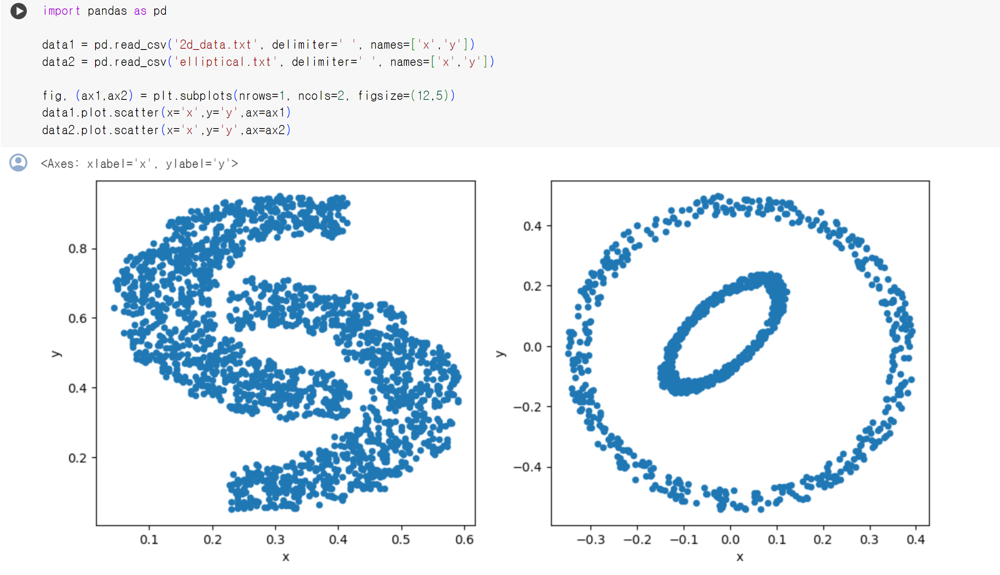 import pandas as pd
data1 = pd.read_csv('2d_data.txt', delimiter=' ', names=['x','y'])
data2 = pd.read_csv('elliptical.txt', delimiter=' ', names=['x','y'])
fig, (ax1,ax2) = plt.subplots(nrows=1, ncols=2, figsize=(12,5))
data1.plot.scatter(x='x',y='y',ax=ax1)
data2.plot.scatter(x='x',y='y',ax=ax2)
<Axes: xlabel='x', ylabel='y'>
0.8
0.6
0.4
0.2
y
0.1 0.2 0.3 0.4 0.5 0.6
x
0.4
0.2
0.0
−0.2
−0.4
y
−0.3 −0.2 −0.1 0.0 0.1 0.2 0.3 0.4
x